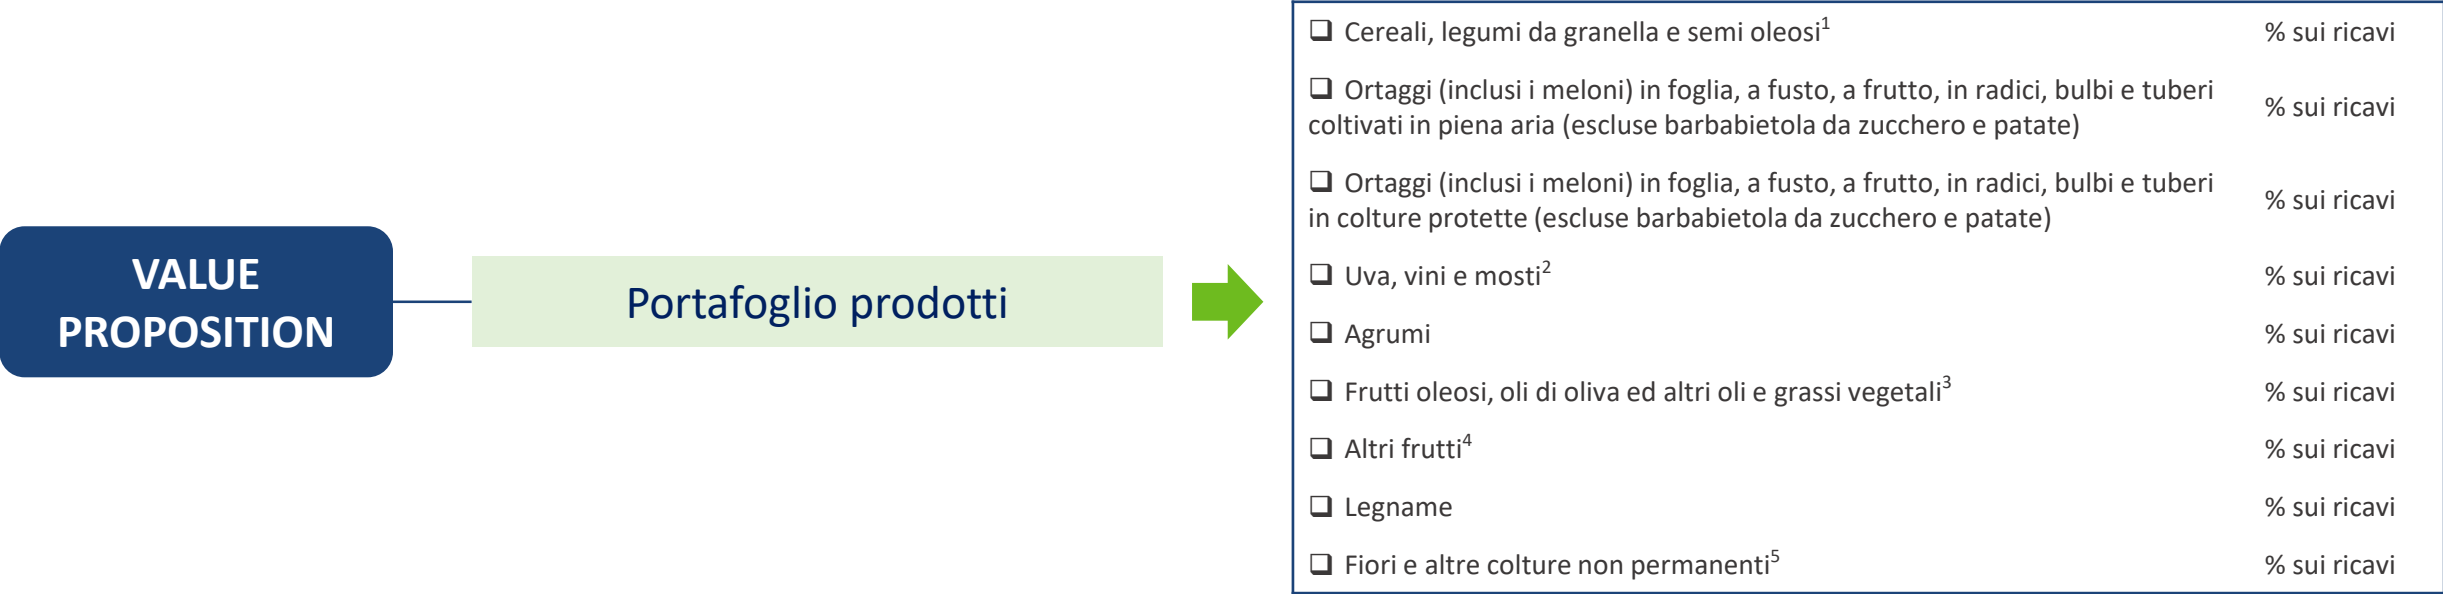 VALUE
PROPOSITION
Portafoglio prodotti
❑ Cereali, legumi da granella e semi oleosi¹ % sui ricavi
❑ Ortaggi (inclusi i meloni) in foglia, a fusto, a frutto, in radici, bulbi e tuberi
coltivati in piena aria (escluse barbabietola da zucchero e patate) % sui ricavi
❑ Ortaggi (inclusi i meloni) in foglia, a fusto, a frutto, in radici, bulbi e tuberi
in colture protette (escluse barbabietola da zucchero e patate) % sui ricavi
❑ Uva, vini e mosti² % sui ricavi
❑ Agrumi % sui ricavi
❑ Frutti oleosi, oli di oliva ed altri oli e grassi vegetali³ % sui ricavi
❑ Altri frutti⁴ % sui ricavi
❑ Legname % sui ricavi
❑ Fiori e altre colture non permanenti⁵ % sui ricavi